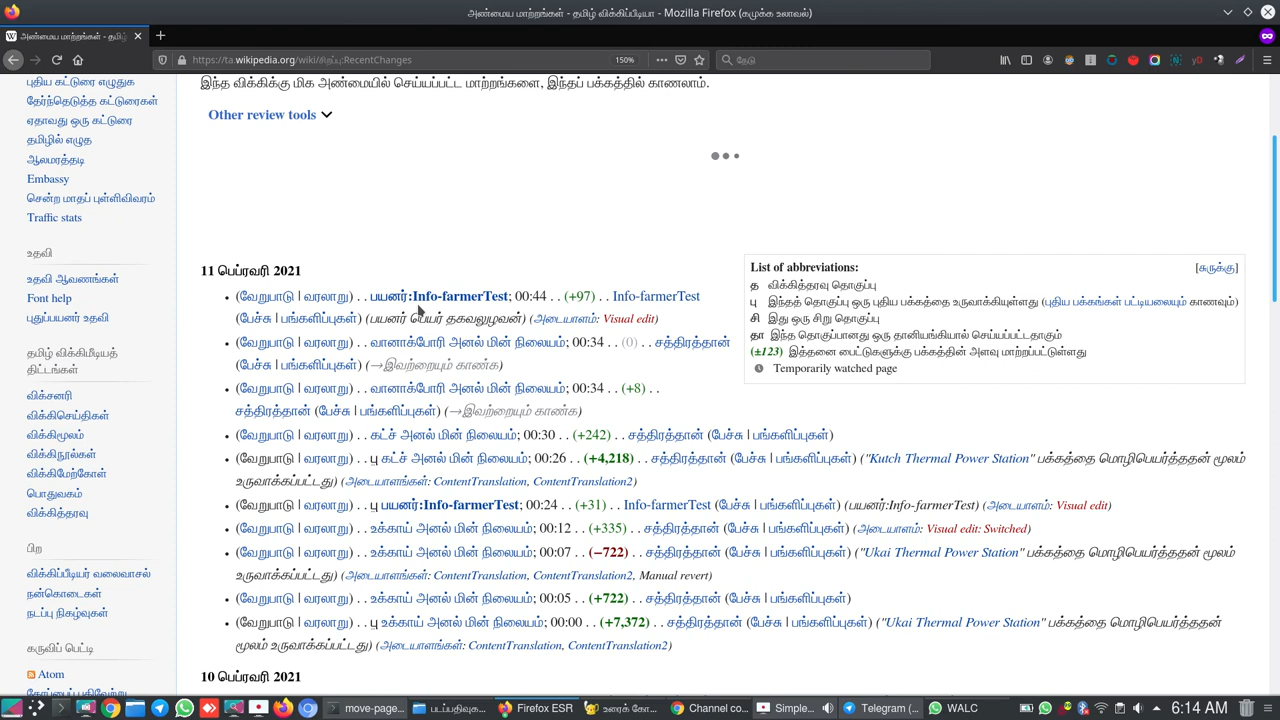 அண்மைய மாற்றங்கள் - தமிழ் விக்கிப்பீடியா - Mozilla Firefox (கமுக்க உலாவல்)
அண்மைய மாற்றங்கள் - தமிழ்
https://ta.wikipedia.org/wiki/சிறப்பு:RecentChanges 150% தேடு
புதிய கட்டுரை எழுதுக
தேர்ந்தெடுத்த கட்டுரைகள்
ஏதாவது ஒரு கட்டுரை
தமிழில் எழுத
ஆலமரத்தடி
Embassy
சென்ற மாதப் புள்ளிவிவரம்
Traffic stats
உதவி
உதவி ஆவணங்கள்
Font help
புதுப்பயனர் உதவி
தமிழ் விக்கிமீடியத்
திட்டங்கள்
விக்சனரி
விக்கிசெய்திகள்
விக்கிமூலம்
விக்கிநூல்கள்
விக்கிமேற்கோள்
பொதுவகம்
விக்கித்தரவு
பிற
விக்கிப்பீடியர் வலைவாசல்
நன்கொடைகள்
நடப்பு நிகழ்வுகள்
கருவிப் பெட்டி
Atom
இந்த விக்கிக்கு மிக அண்மையில் செய்யபபட்ட மாற்றங்களை, இந்தப் பக்கத்தில் காணலாம்.
Other review tools
11 பெப்ரவரி 2021
(வேறுபாடு | வரலாறு) . . பயனர்:Info-farmerTest; 00:44 . . (+97) . . Info-farmerTest
(பேச்சு | பங்களிப்புகள்) (பயனர் பெயர் தகவலுழவன்) (அடையாளம்: Visual edit)
(வேறுபாடு | வரலாறு) . . வானாக்போரி அனல் மின் நிலையம்; 00:34 . . (0) . . சத்திரத்தான்
(பேச்சு | பங்களிப்புகள்) (→இவற்றையும் காண்க)
(வேறுபாடு | வரலாறு) . . வானாக்போரி அனல் மின் நிலையம்; 00:34 . . (+8) . .
சத்திரத்தான் (பேச்சு | பங்களிப்புகள்) (→இவற்றையும் காண்க)
(வேறுபாடு | வரலாறு) . . கட்ச் அனல் மின் நிலையம்; 00:30 . . (+242) . . சத்திரத்தான் (பேச்சு | பங்களிப்புகள்)
(வேறுபாடு | வரலாறு) . . பு கட்ச் அனல் மின் நிலையம்; 00:26 . . (+4,218) . . சத்திரத்தான் (பேச்சு | பங்களிப்புகள்) ("Kutch Thermal Power Station" பக்கத்தை மொழிபெயர்த்ததன் மூலம்
உருவாக்கப்பட்டது) (அடையாளங்கள்: ContentTranslation, ContentTranslation2)
(வேறுபாடு | வரலாறு) . . பு பயனர்:Info-farmerTest; 00:24 . . (+31) . . Info-farmerTest (பேச்சு | பங்களிப்புகள்) (பயனர்:Info-farmerTest) (அடையாளம்: Visual edit)
(வேறுபாடு | வரலாறு) . . உக்காய் அனல் மின் நிலையம்; 00:12 . . (+335) . . சத்திரத்தான் (பேச்சு | பங்களிப்புகள்) (அடையாளம்: Visual edit: Switched)
(வேறுபாடு | வரலாறு) . . உக்காய் அனல் மின் நிலையம்; 00:07 . . (−722) . . சத்திரத்தான் (பேச்சு | பங்களிப்புகள்) ("Ukai Thermal Power Station" பக்கத்தை மொழிபெயர்த்ததன் மூலம்
உருவாக்கப்பட்டது) (அடையாளங்கள்: ContentTranslation, ContentTranslation2, Manual revert)
(வேறுபாடு | வரலாறு) . . உக்காய் அனல் மின் நிலையம்; 00:05 . . (+722) . . சத்திரத்தான் (பேச்சு | பங்களிப்புகள்)
(வேறுபாடு | வரலாறு) . . பு உக்காய் அனல் மின் நிலையம்; 00:00 . . (+7,372) . . சத்திரத்தான் (பேச்சு | பங்களிப்புகள்) ("Ukai Thermal Power Station" பக்கத்தை மொழிபெயர்த்ததன்
மூலம் உருவாக்கப்பட்டது) (அடையாளங்கள்: ContentTranslation, ContentTranslation2)
10 பெப்ரவரி 2021
List of abbreviations: [சுருக்கு]
த விக்கித்தரவு தொகுப்பு
பு இந்தத் தொகுப்பு ஒரு புதிய பக்கத்தை உருவாக்கியுள்ளது (புதிய பக்கங்கள் பட்டியலையும் காணவும்)
சி இது ஒரு சிறு தொகுப்பு
தா இந்த தொகுப்பானது ஒரு தானியங்கியால் செய்யப்பட்டதாகும்
(±123) இத்தனை பைட்டுகளுக்கு பக்கத்தின் அளவு மாற்றப்பட்டுள்ளது
Temporarily watched page
move-page... படப்பதிவு... Firefox ESR உரைக் கோ... Channel co... Simple... Telegram (... WALC 6:14 AM